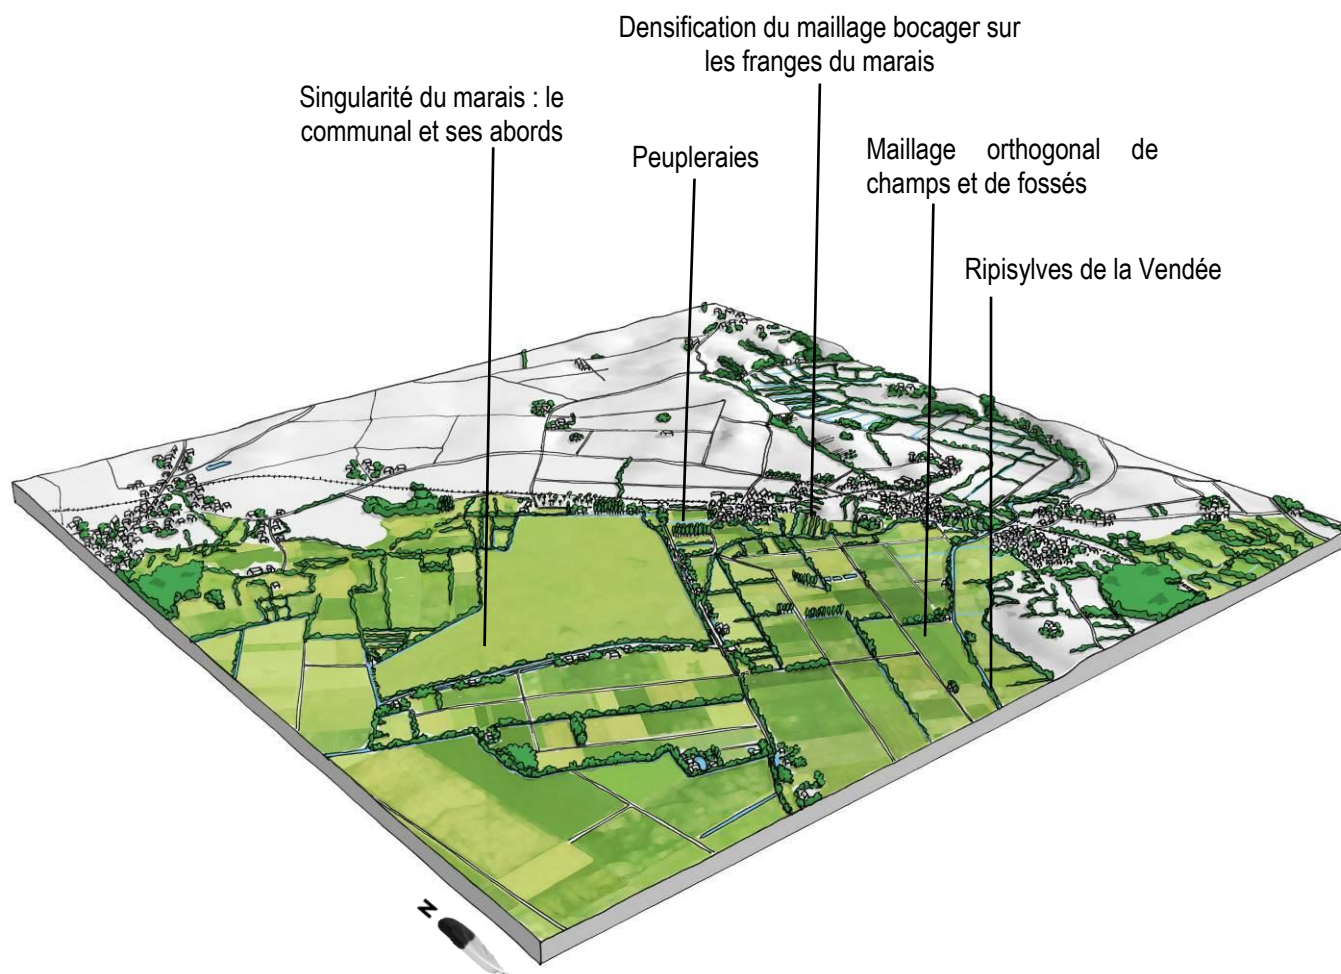 Densification du maillage bocager sur
les franges du marais
Singularité du marais : le
communal et ses abords
Peupleraies
Maillage orthogonal de
champs et de fossés
Ripisylves de la Vendée
N